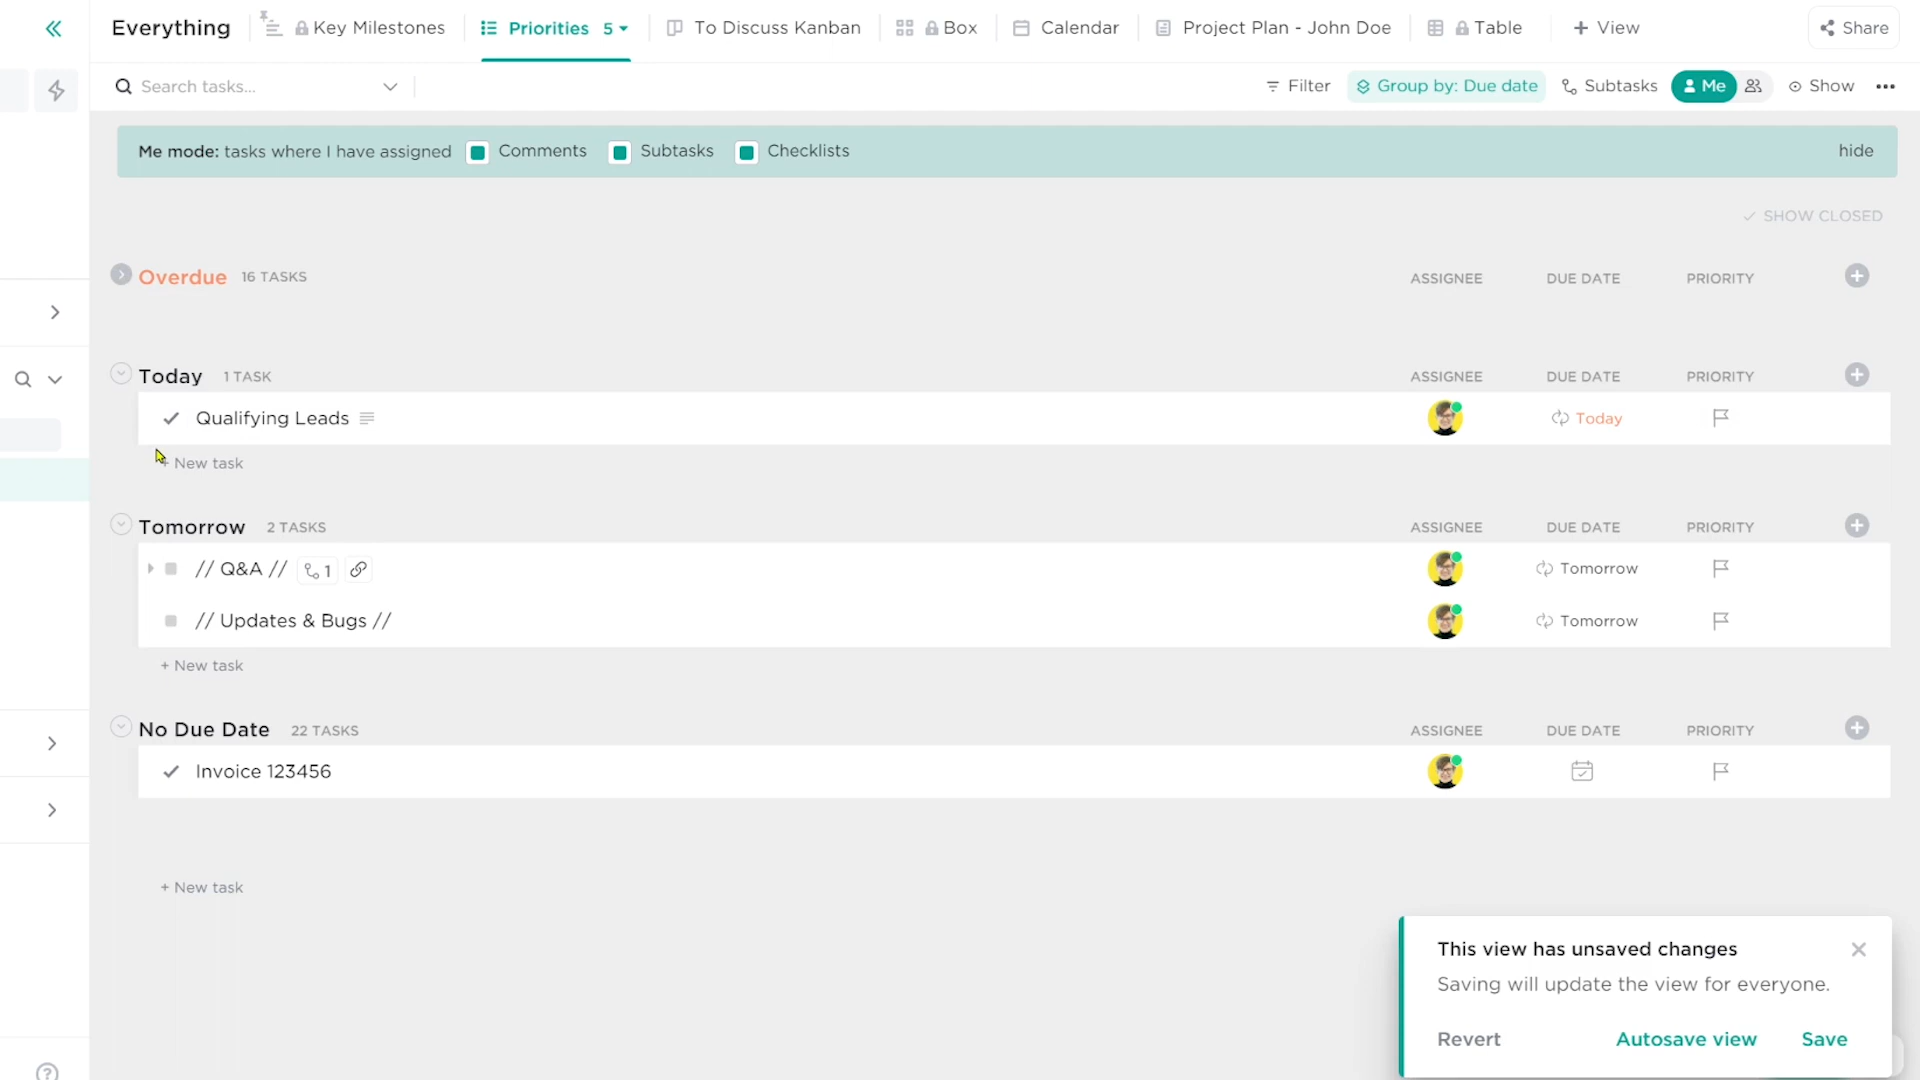 Everything Key Milestones Priorities 5 To Discuss Kanban Box Calendar Project Plan - John Doe Table + View Share
Search tasks... Filter Group by: Due date Subtasks Me Show
Me mode: tasks where I have assigned Comments Subtasks Checklists hide
SHOW CLOSED
Overdue 16 TASKS ASSIGNEE DUE DATE PRIORITY
Today 1 TASK ASSIGNEE DUE DATE PRIORITY
Qualifying Leads Today
+ New task
Tomorrow 2 TASKS ASSIGNEE DUE DATE PRIORITY
// Q&A // 1 Tomorrow
// Updates & Bugs // Tomorrow
+ New task
No Due Date 22 TASKS ASSIGNEE DUE DATE PRIORITY
Invoice 123456
+ New task
This view has unsaved changes
Saving will update the view for everyone.
Revert Autosave view Save